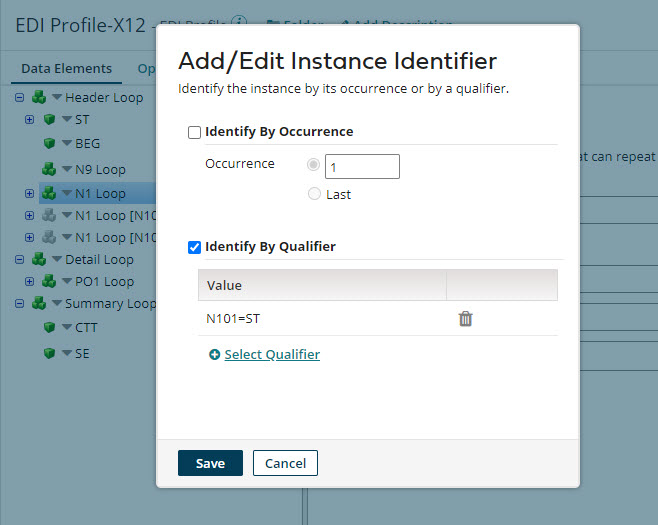 EDI Profile-X12 - EDI Profile
Folder
Add Description
Data Elements
Op
Header Loop
ST
BEG
N9 Loop
N1 Loop
N1 Loop [N10
N1 Loop [N10
Detail Loop
PO1 Loop
Summary Loop
CTT
SE
at can repeat
Add/Edit Instance Identifier
Identify the instance by its occurrence or by a qualifier.
Identify By Occurrence
Occurrence
1
Last
Identify By Qualifier
Value
N101=ST
Select Qualifier
Save
Cancel